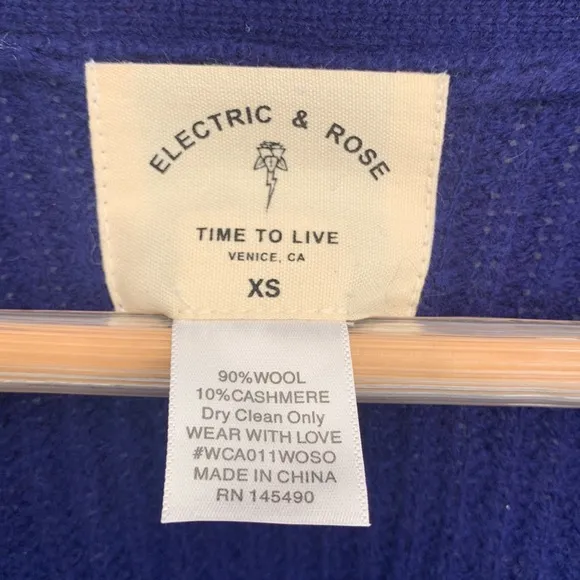 ELECTRIC & ROSE
TIME TO LIVE
VENICE, CA
XS
90%WOOL
10%CASHMERE
Dry Clean Only
WEAR WITH LOVE
#WCA011WOSO
MADE IN CHINA
RN 145490